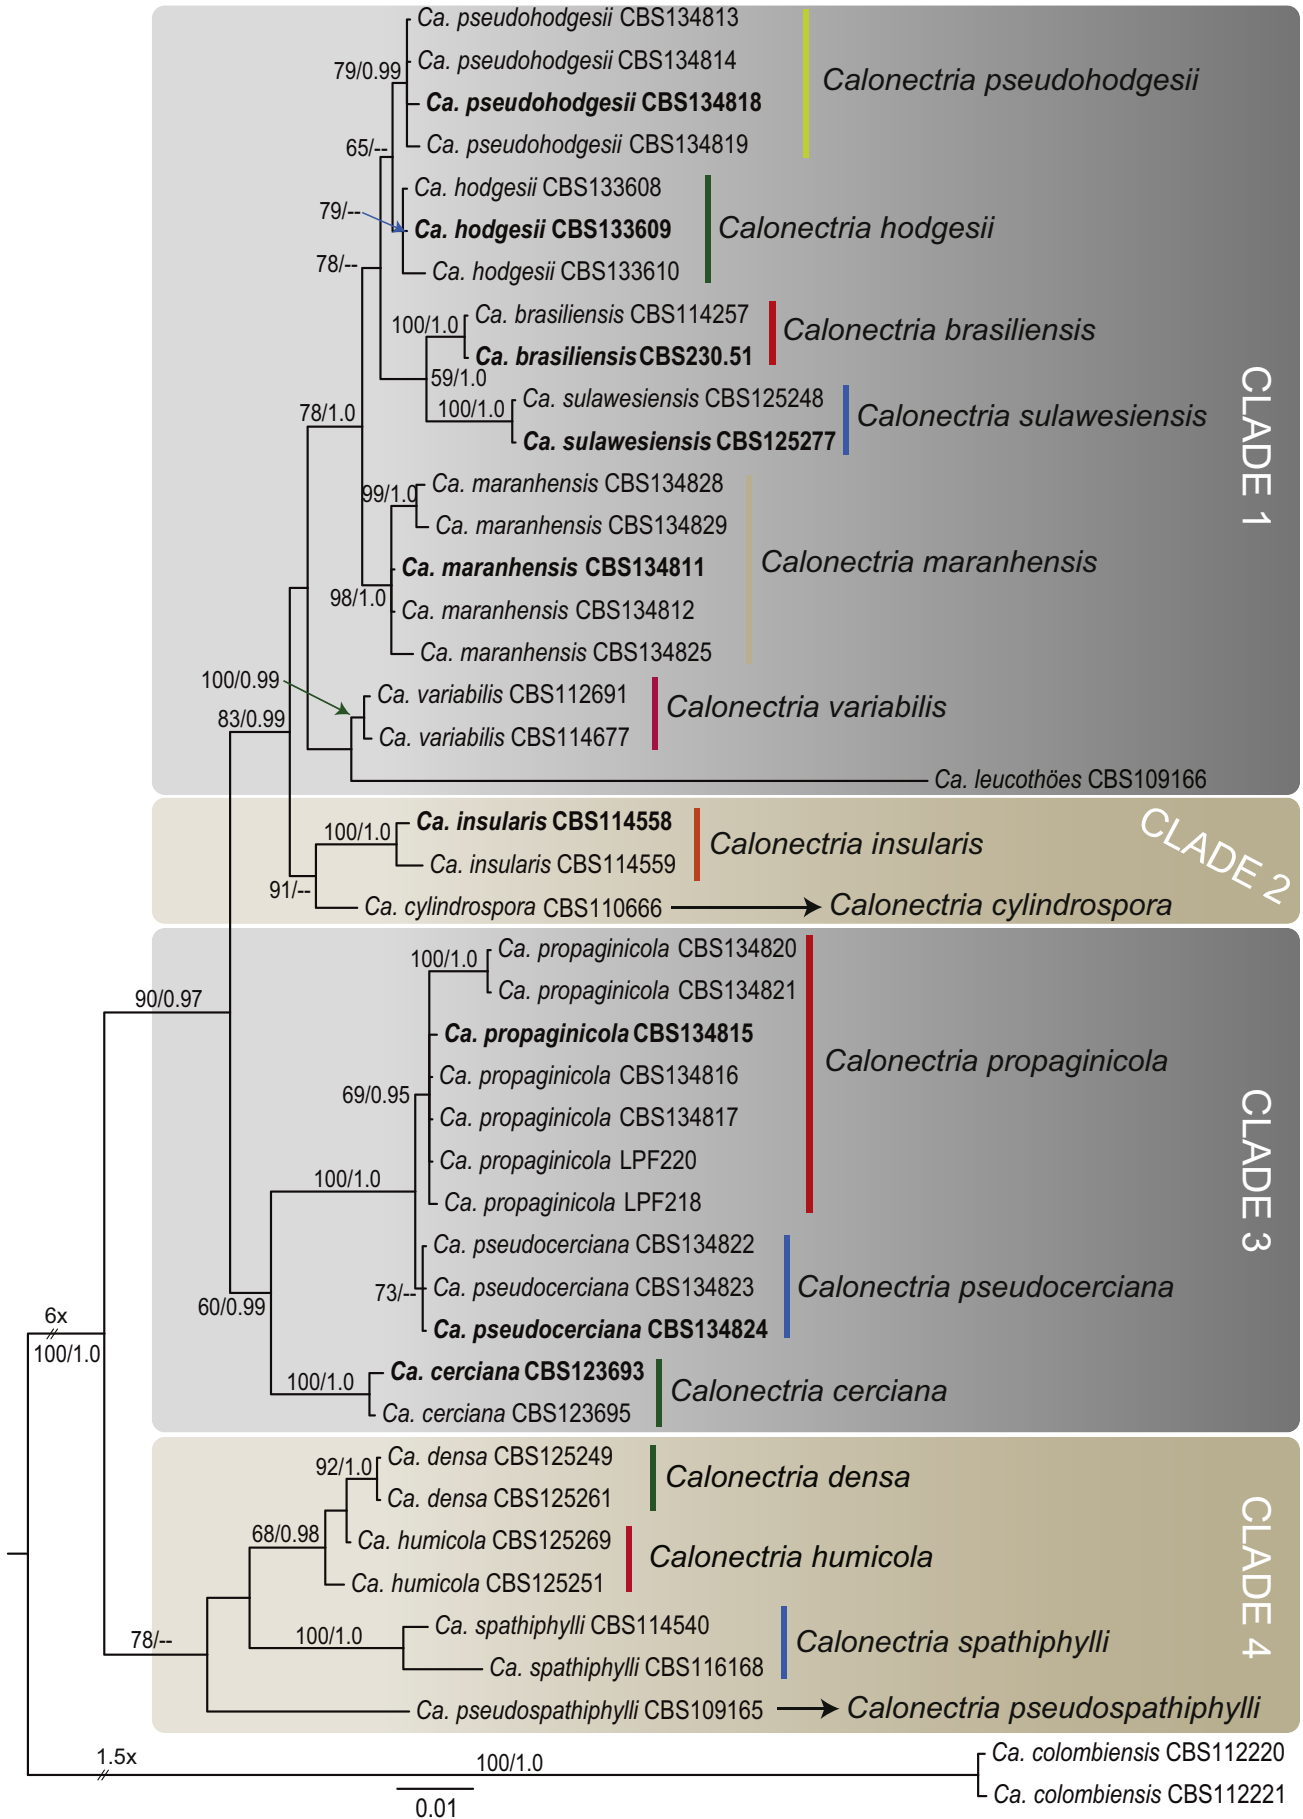 Ca. pseudohodgesii CBS134813
Ca. pseudohodgesii CBS134814
79/0.99
Calonectria pseudohodgesii
Ca. pseudohodgesii CBS134818
65/--
Ca. pseudohodgesii CBS134819
Ca. hodgesii CBS133608
79/--
Ca. hodgesii CBS133609
Calonectria hodgesii
78/--
Ca. hodgesii CBS133610
Ca. brasiliensis CBS114257
100/1.0
Calonectria brasiliensis
Ca. brasiliensis CBS230.51
59/1.0
Ca. sulawesiensis CBS125248
100/1.0
78/1.0
Calonectria sulawesiensis
Ca. sulawesiensis CBS125277
CLADE 1
Ca. maranhensis CBS134828
99/1.0
Ca. maranhensis CBS134829
Ca. maranhensis CBS134811
Calonectria maranhensis
98/1.0
Ca. maranhensis CBS134812
Ca. maranhensis CBS134825
100/0.99
Ca. variabilis CBS112691
Calonectria variabilis
83/0.99
Ca. variabilis CBS114677
Ca. leucothöes CBS109166
Ca. insularis CBS114558
100/1.0
Calonectria insularis
Ca. insularis CBS114559
CLADE 2
91/--
Ca. cylindrospora CBS110666
Calonectria cylindrospora
Ca. propaginicola CBS134820
100/1.0
Ca. propaginicola CBS134821
90/0.97
Ca. propaginicola CBS134815
Calonectria propaginicola
Ca. propaginicola CBS134816
69/0.95
Ca. propaginicola CBS134817
Ca. propaginicola LPF220
100/1.0
Ca. propaginicola LPF218
CLADE 3
Ca. pseudocerciana CBS134822
73/--
Ca. pseudocerciana CBS134823
Calonectria pseudocerciana
60/0.99
6x
Ca. pseudocerciana CBS134824
100/1.0
Ca. cerciana CBS123693
100/1.0
Calonectria cerciana
Ca. cerciana CBS123695
Ca. densa CBS125249
92/1.0
Calonectria densa
Ca. densa CBS125261
68/0.98
Ca. humicola CBS125269
Calonectria humicola
Ca. humicola CBS125251
CLADE 4
Ca. spathiphylli CBS114540
78/--
100/1.0
Calonectria spathiphylli
Ca. spathiphylli CBS116168
Ca. pseudospathiphylli CBS109165
Calonectria pseudospathiphylli
1.5x
100/1.0
Ca. colombiensis CBS112220
Ca. colombiensis CBS112221
0.01